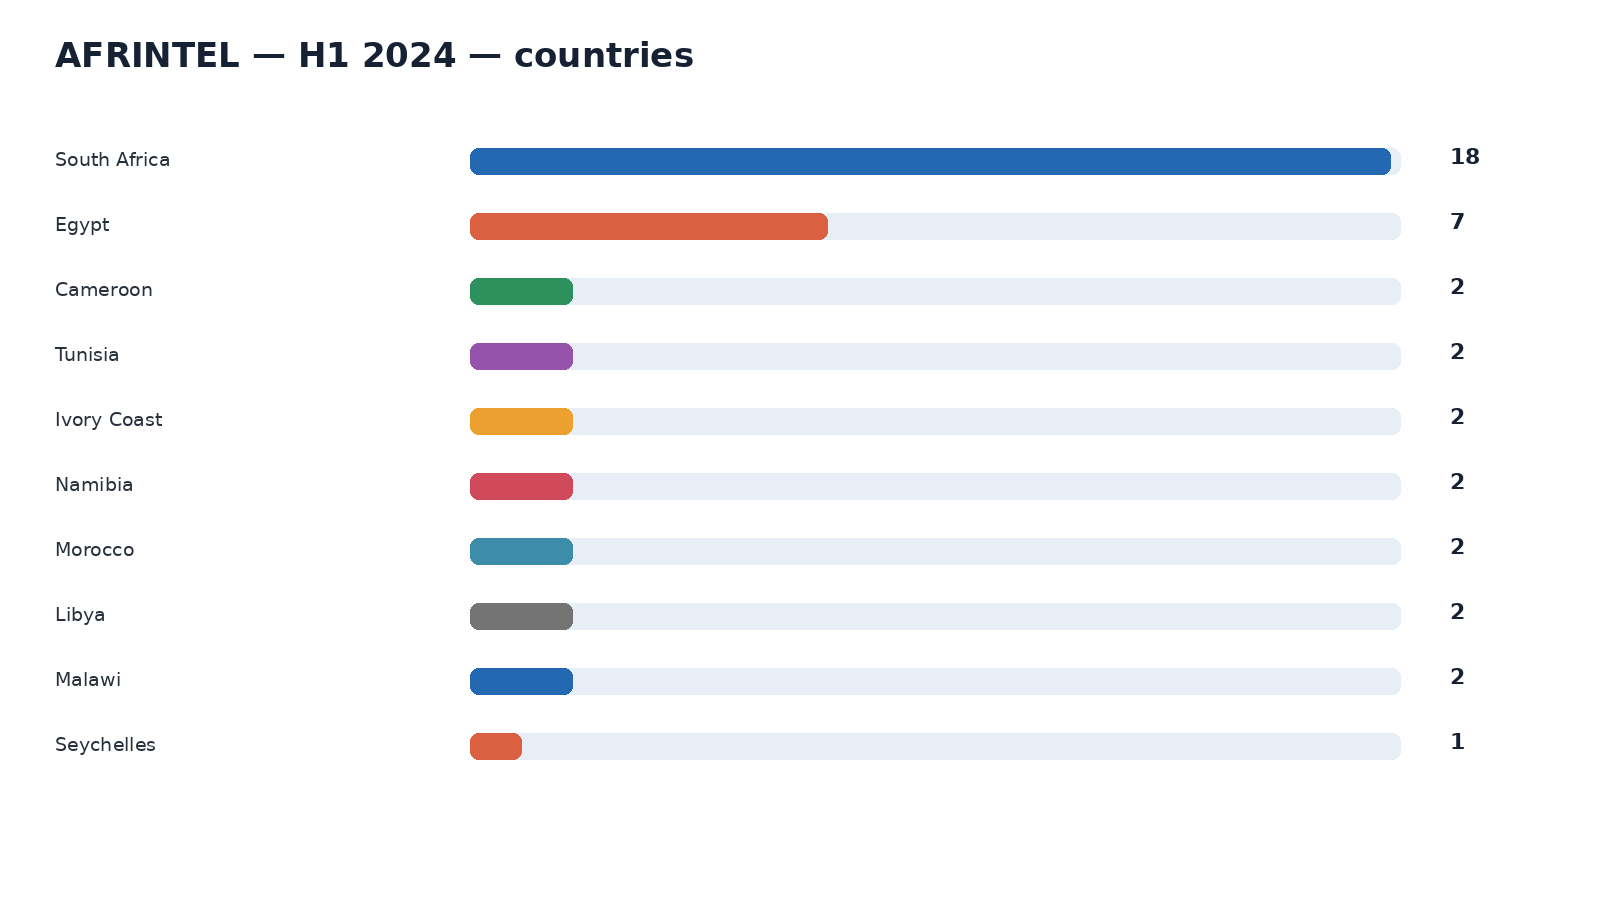 AFRINTEL — H1 2024 — countries
South Africa 18
Egypt 7
Cameroon 2
Tunisia 2
Ivory Coast 2
Namibia 2
Morocco 2
Libya 2
Malawi 2
Seychelles 1